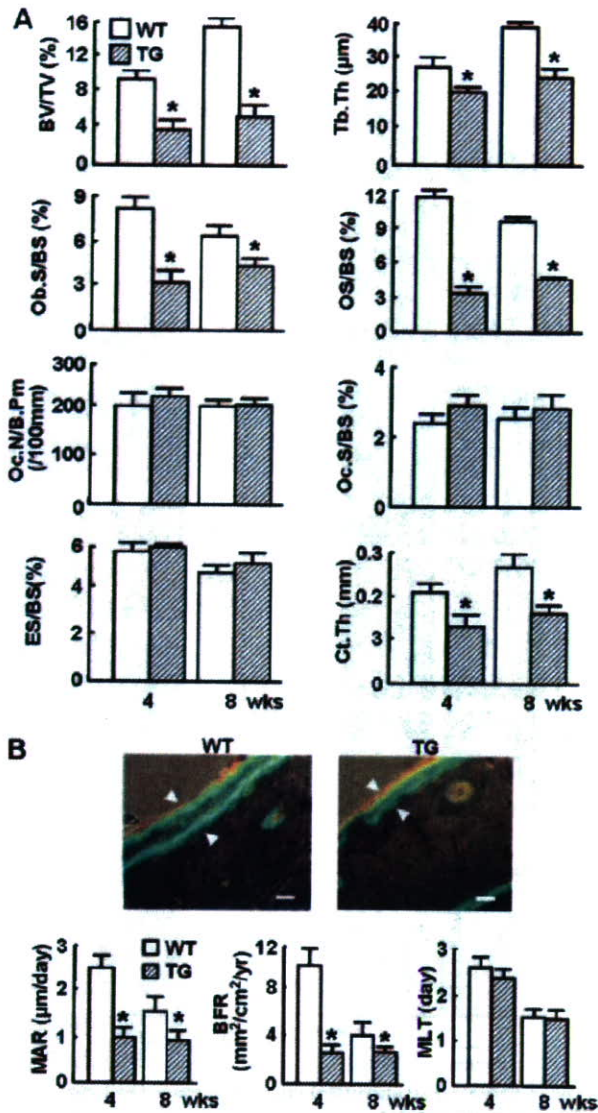 A
BV/TV (%)
16
12
8
4
0
WT
TG
*
*
Tb.Th (µm)
40
30
20
10
0
*
*
Ob.S/BS (%)
9
6
3
0
*
*
OS/BS (%)
12
9
6
3
0
*
*
Oc.N/B.Pm
(/100mm)
300
200
100
0
Oc.S/BS (%)
4
2
0
ES/BS(%)
6
4
2
0
4 8 wks
Ct.Th (mm)
0.3
0.2
3
0
*
*
4 8 wks
B
WT TG
MAR (µm/day)
3
2
1
0
WT
TG
*
*
4 8 wks
BFR
(mm²/cm²/yr)
12
8
4
0
*
*
4 8 wks
MLT (day)
3
2
1
0
4 8 wks